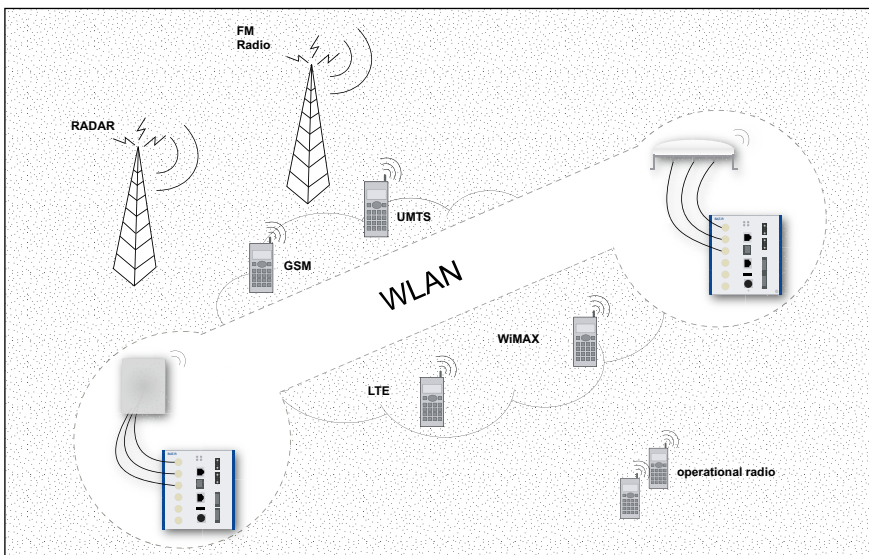 FM
Radio
RADAR
UMTS
GSM
WLAN
WiMAX
LTE
operational radio